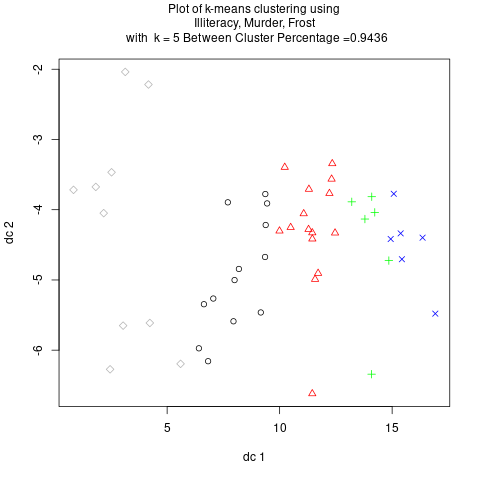 Plot of k-means clustering using
Illiteracy, Murder, Frost
with k = 5 Between Cluster Percentage =0.9436
-2
-3
-4
dc 2
-5
-6
5 10 15
dc 1